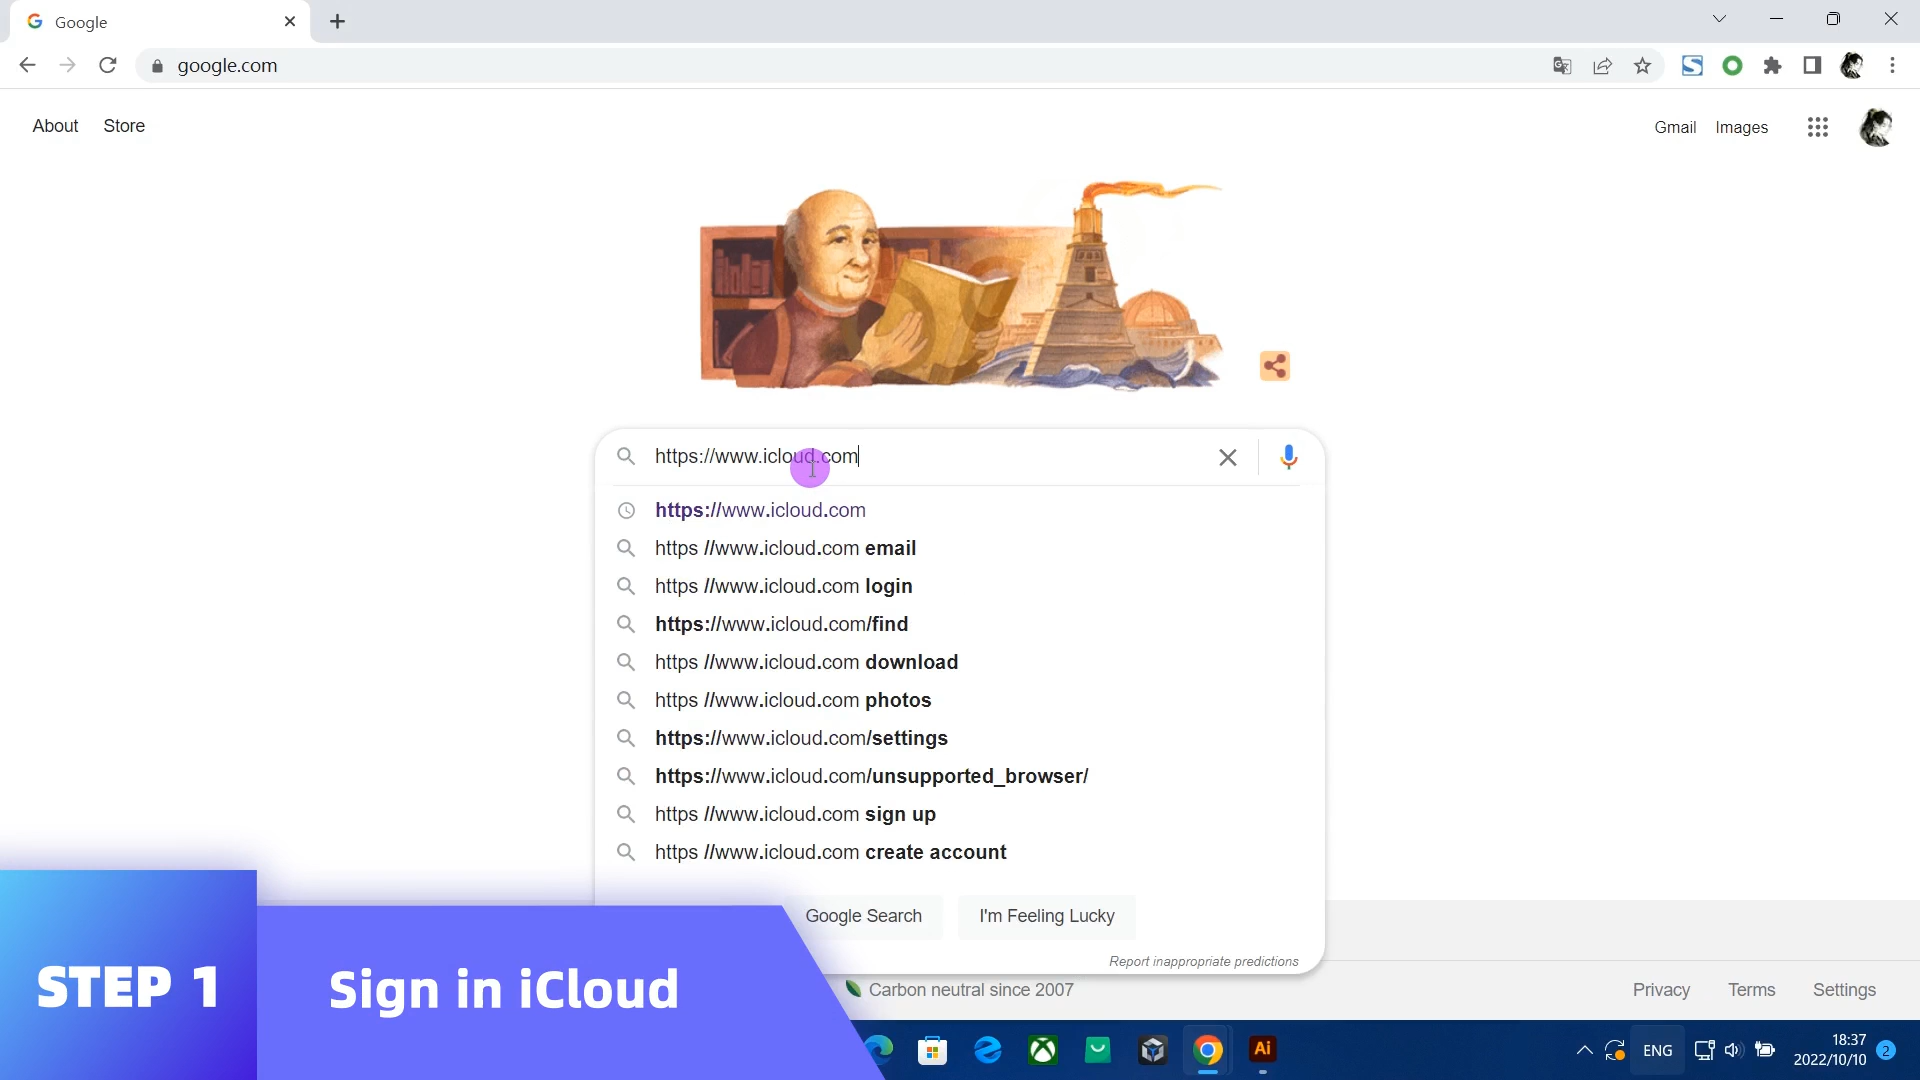 Google
google.com
About Store
Gmail Images
https://www.icloud.com
https://www.icloud.com
https //www.icloud.com email
https //www.icloud.com login
https://www.icloud.com/find
https //www.icloud.com download
https //www.icloud.com photos
https://www.icloud.com/settings
https://www.icloud.com/unsupported_browser/
https //www.icloud.com sign up
https //www.icloud.com create account
Google Search I'm Feeling Lucky
Report inappropriate predictions
Carbon neutral since 2007
Privacy Terms Settings
STEP 1
Sign in iCloud
Ai
ENG
18:37
2022/10/10
2